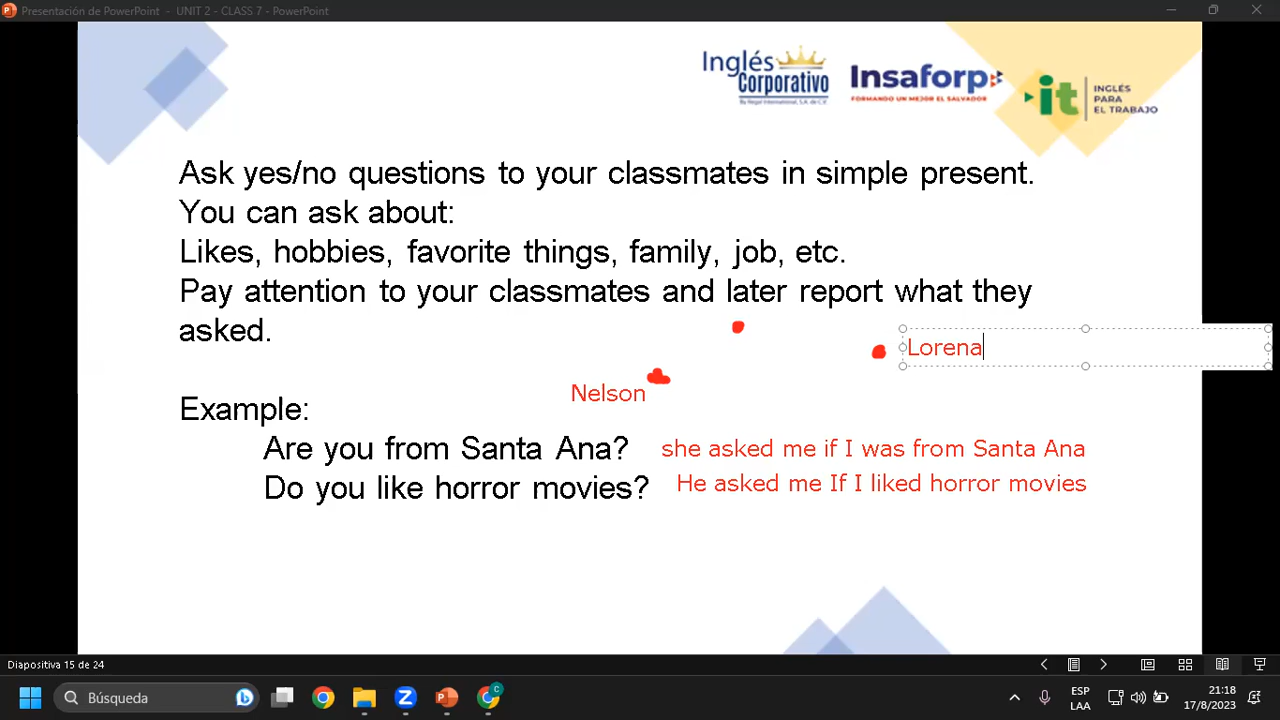 Presentación de PowerPoint - UNIT 2 - CLASS 7 - PowerPoint
Inglés
Corporativo
By Regal International, S.A. de C.V.
Insaforp
FORMANDO UN MEJOR EL SALVADOR
it
INGLÉS
PARA
EL TRABAJO
Ask yes/no questions to your classmates in simple present.
You can ask about:
Likes, hobbies, favorite things, family, job, etc.
Pay attention to your classmates and later report what they
asked.
Lorena
Nelson
Example:
Are you from Santa Ana? she asked me if I was from Santa Ana
Do you like horror movies? He asked me If I liked horror movies
Diapositiva 15 de 24
Búsqueda
C
ESP
LAA
21:18
17/8/2023